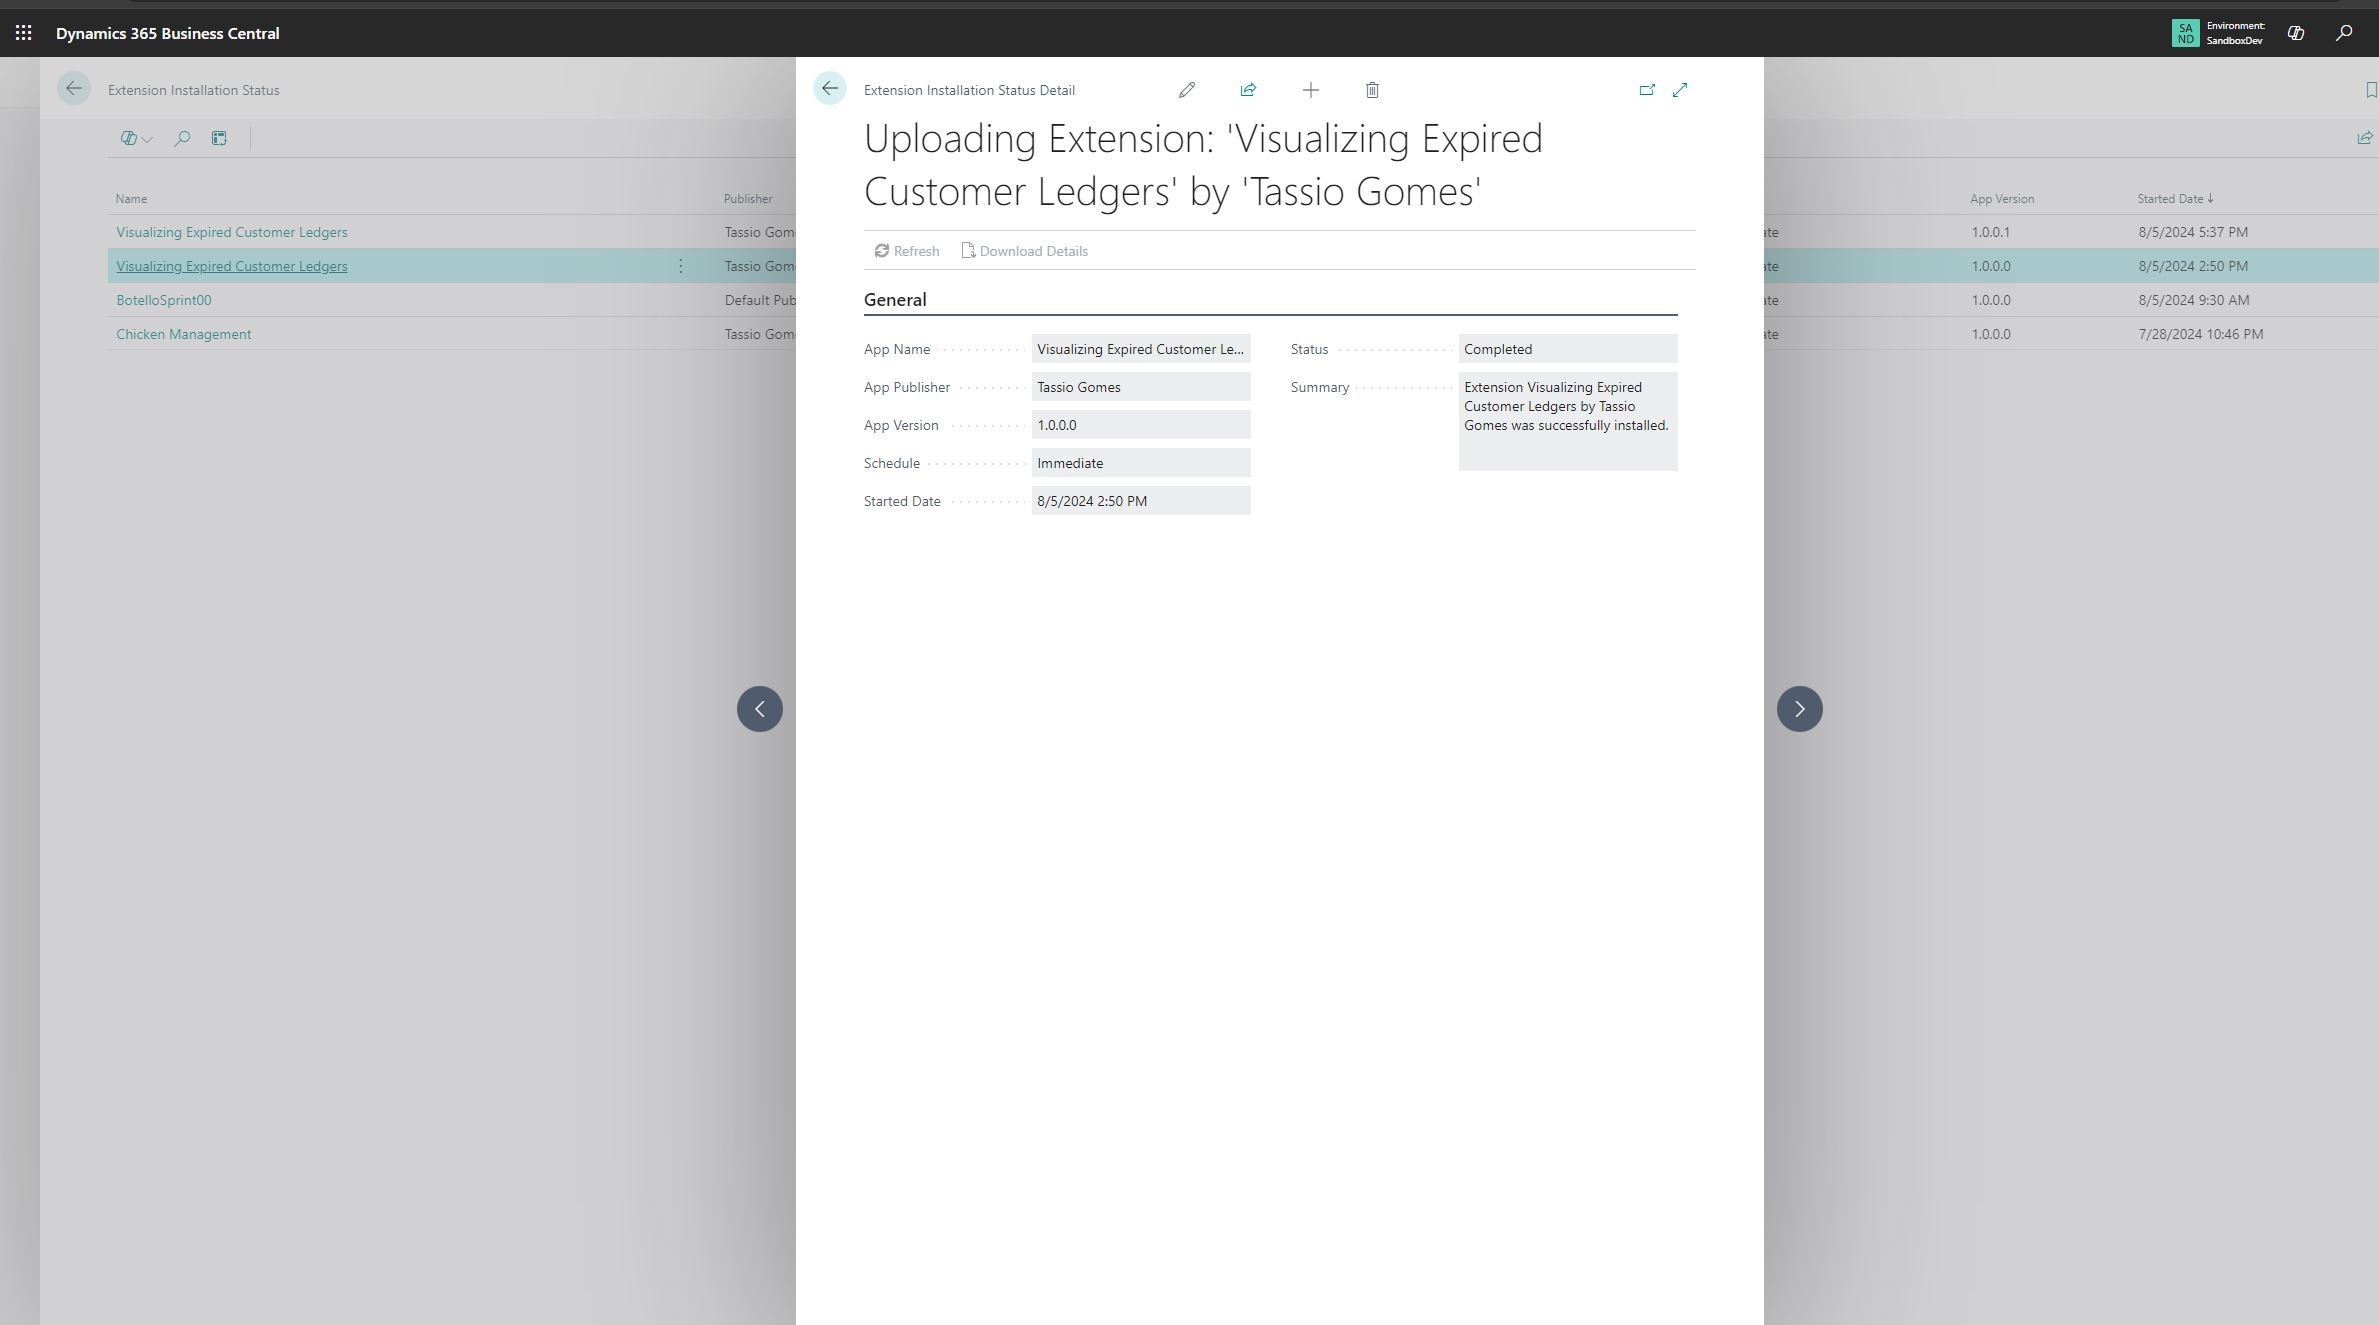 Dynamics 365 Business Central
SA
ND
Environment:
SandboxDev
Extension Installation Status
Name
Publisher
Visualizing Expired Customer Ledgers
Tassio Gom
Visualizing Expired Customer Ledgers
Tassio Gom
BotelloSprint00
Default Pub
Chicken Management
Tassio Gom
Extension Installation Status Detail
Uploading Extension: 'Visualizing Expired
Customer Ledgers' by 'Tassio Gomes'
Refresh
Download Details
General
App Name
Visualizing Expired Customer Le...
App Publisher
Tassio Gomes
App Version
1.0.0.0
Schedule
Immediate
Started Date
8/5/2024 2:50 PM
Status
Completed
Summary
Extension Visualizing Expired
Customer Ledgers by Tassio
Gomes was successfully installed.
App Version
Started Date
ate
1.0.0.1
8/5/2024 5:37 PM
ate
1.0.0.0
8/5/2024 2:50 PM
ate
1.0.0.0
8/5/2024 9:30 AM
ate
1.0.0.0
7/28/2024 10:46 PM